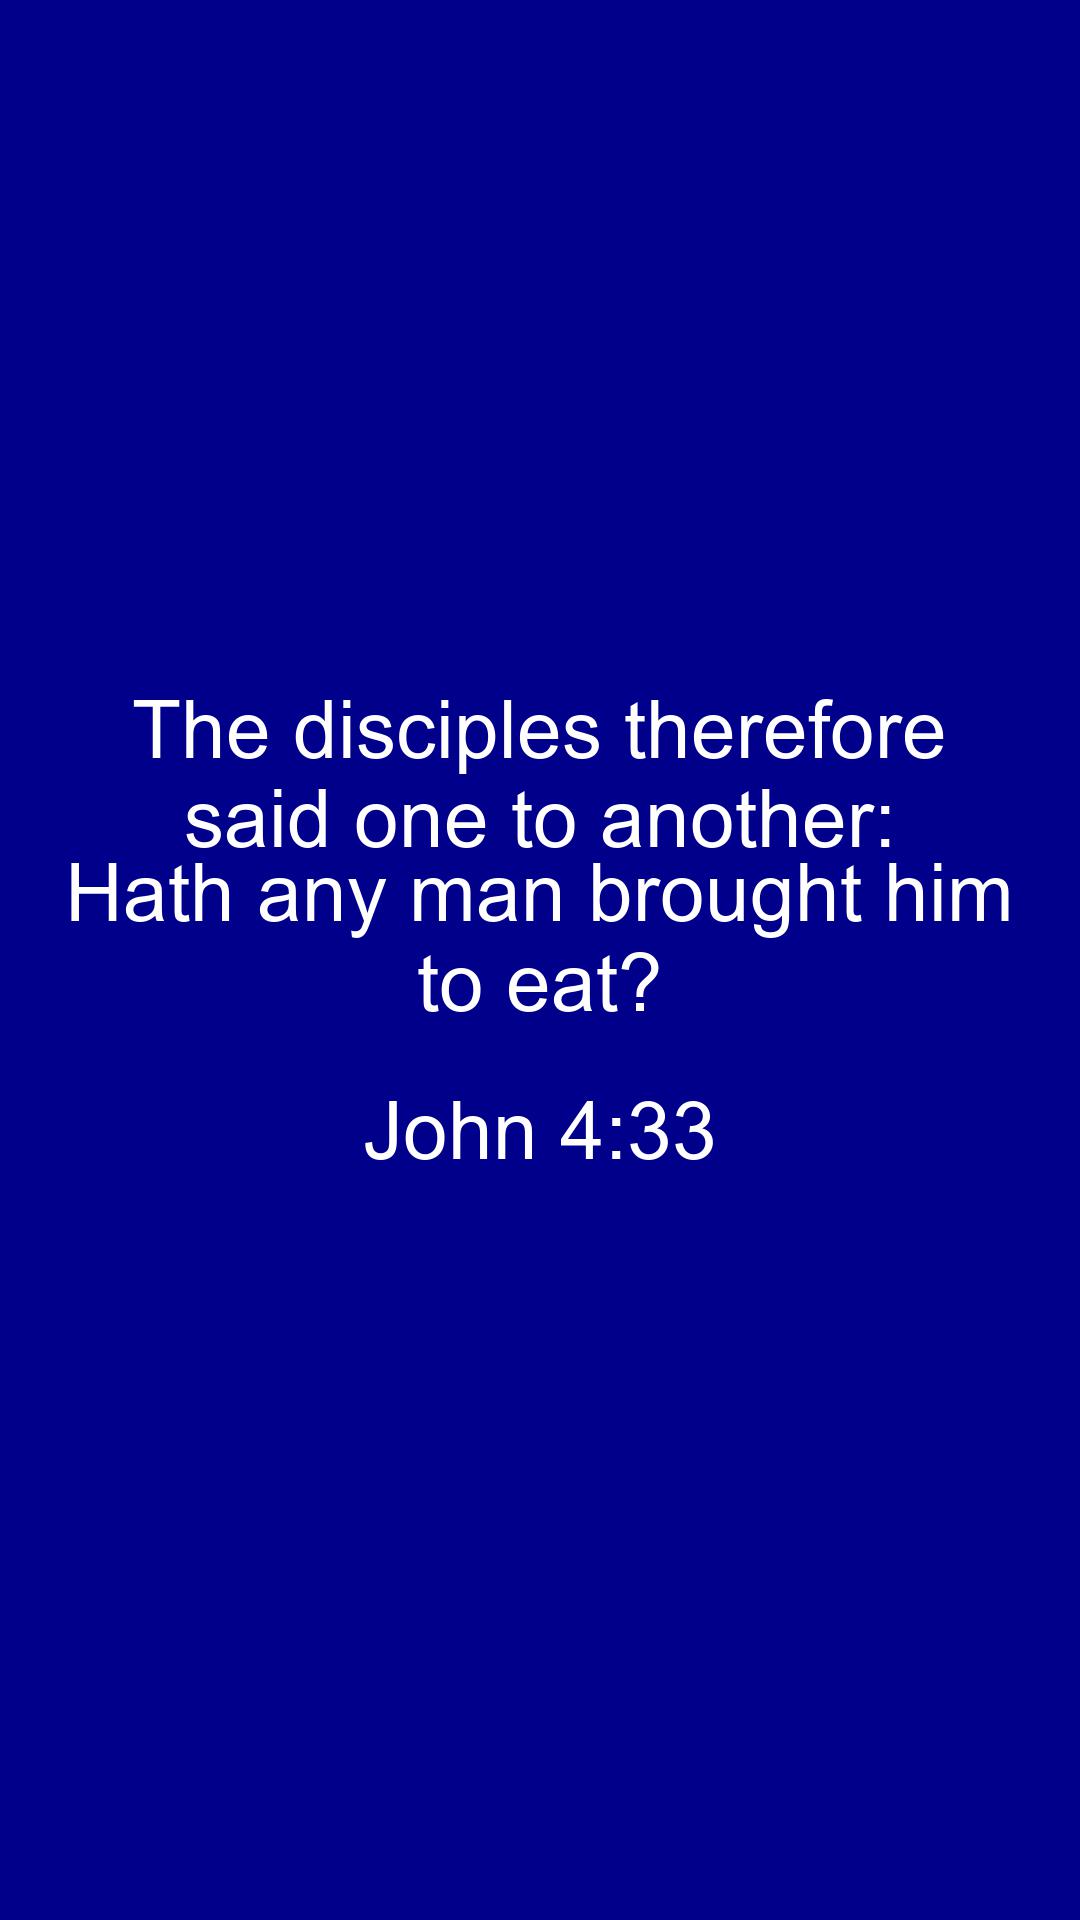 The disciples therefore
said one to another:
Hath any man brought him
to eat?
John 4:33